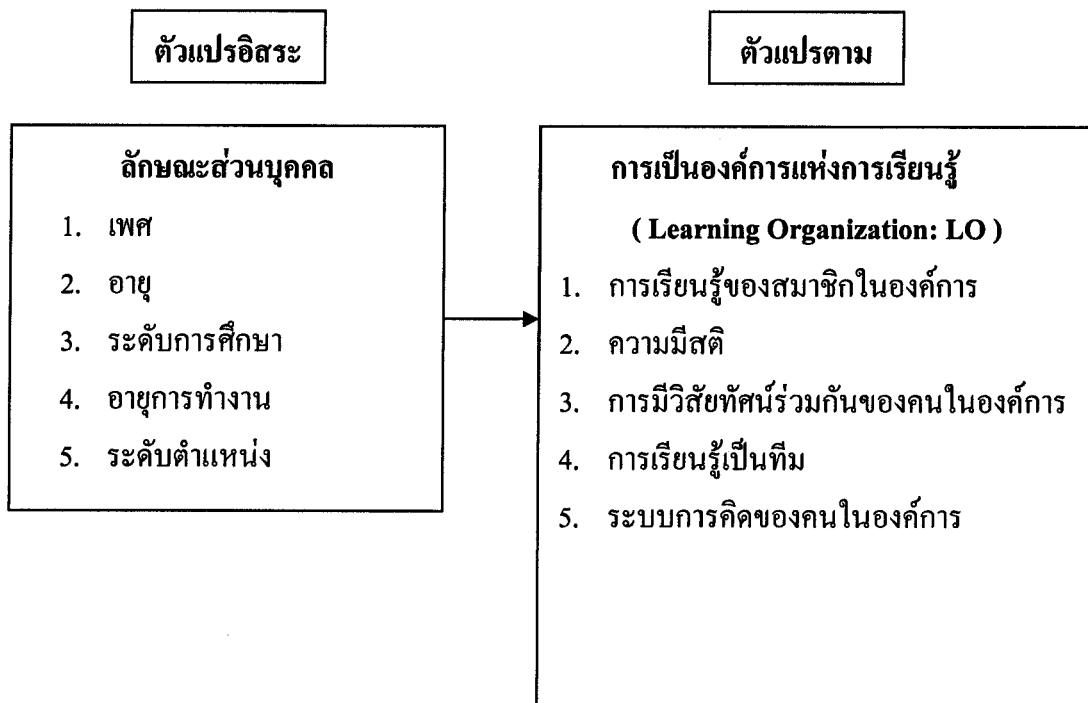 ตัวแปรอิสระ
ตัวแปรตาม
ลักษณะส่วนบุคคล
1. เพศ
2. อายุ
3. ระดับการศึกษา
4. อายุการทำงาน
5. ระดับตำแหน่ง
การเป็นองค์การแห่งการเรียนรู้
( Learning Organization: LO )
1. การเรียนรู้ของสมาชิกในองค์การ
2. ความมีสติ
3. การมีวิสัยทัศน์ร่วมกันของคนในองค์การ
4. การเรียนรู้เป็นทีม
5. ระบบการคิดของคนในองค์การ